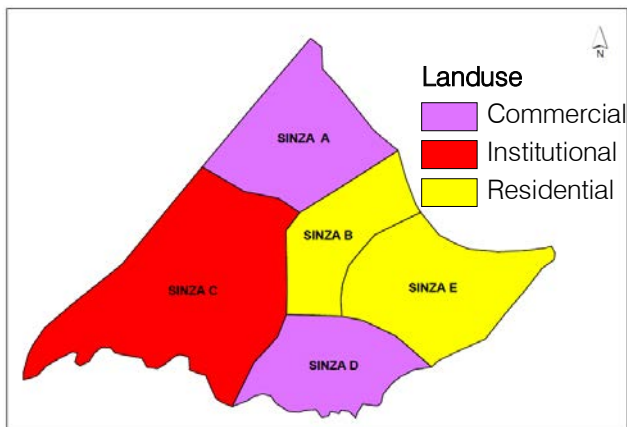 N
Landuse
Commercial
Institutional
Residential
SINZA A
SINZA B
SINZA C
SINZA E
SINZA D